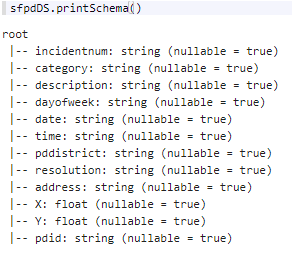 sfpdDS.printSchema()
root
|-- incidentnum: string (nullable = true)
|-- category: string (nullable = true)
|-- description: string (nullable = true)
|-- dayofweek: string (nullable = true)
|-- date: string (nullable = true)
|-- time: string (nullable = true)
|-- pddistrict: string (nullable = true)
|-- resolution: string (nullable = true)
|-- address: string (nullable = true)
|-- X: float (nullable = true)
|-- Y: float (nullable = true)
|-- pdid: string (nullable = true)